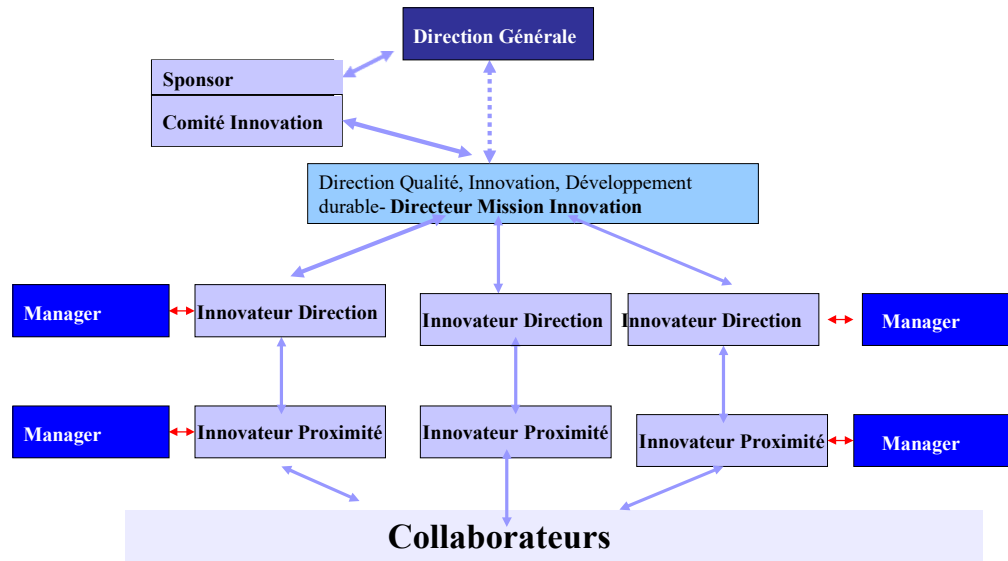 Direction Générale
Sponsor
Comité Innovation
Direction Qualité, Innovation, Développement
durable- Directeur Mission Innovation
Manager
Innovateur Direction
Innovateur Direction
Innovateur Direction
Manager
Manager
Innovateur Proximité
Innovateur Proximité
Innovateur Proximité
Manager
Collaborateurs